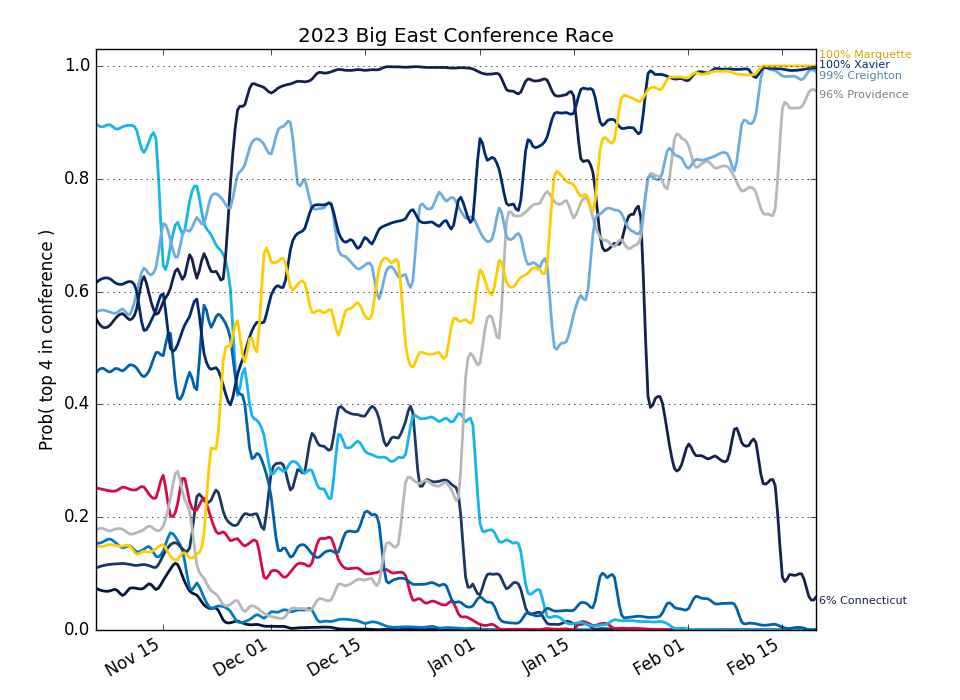 2023 Big East Conference Race
Prob( top 4 in conference )
1.0
0.8
0.6
0.4
0.2
0.0
Nov 15
Dec 01
Dec 15
Jan 01
Jan 15
Feb 01
Feb 15
100% Marquette
100% Xavier
99% Creighton
96% Providence
6% Connecticut